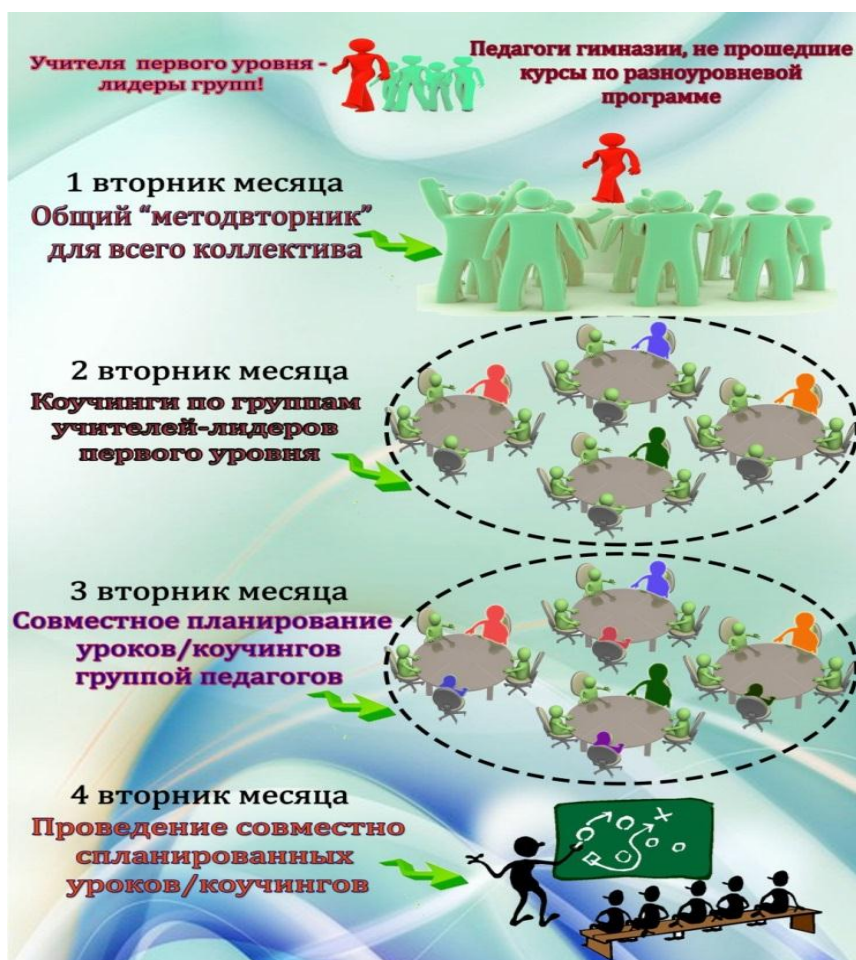 Учителя первого уровня -
лидеры групп!
Педагоги гимназии, не прошедшие
курсы по разноуровневой
программе
1 вторник месяца
Общий “методвторник”
для всего коллектива
2 вторник месяца
Коучинги по группам
учителей-лидеров
первого уровня
3 вторник месяца
Совместное планирование
уроков/коучингов
группой педагогов
4 вторник месяца
Проведение совместно
спланированных
уроков/коучингов